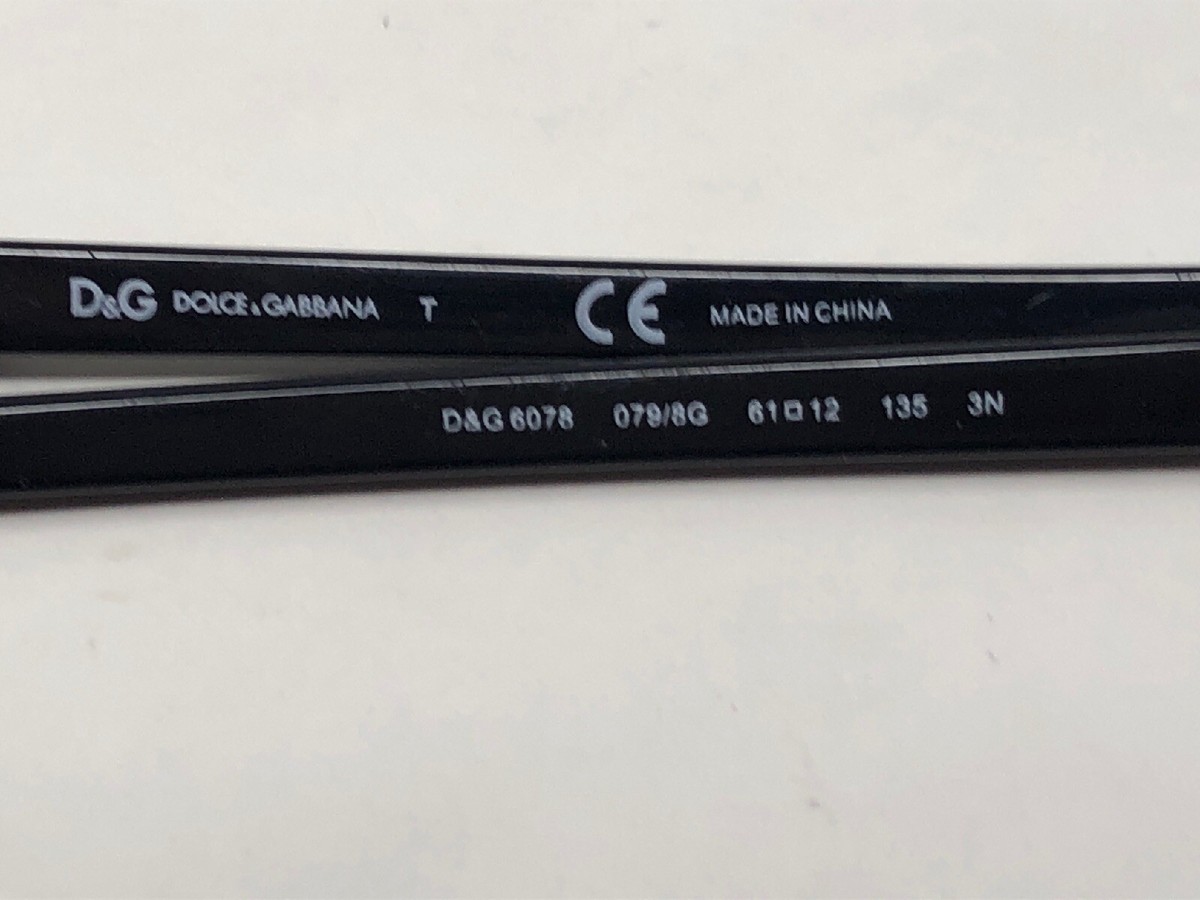 D&G DOLCE & GABBANA T CE MADE IN CHINA
D&G 6078 079/8G 61□12 135 3N